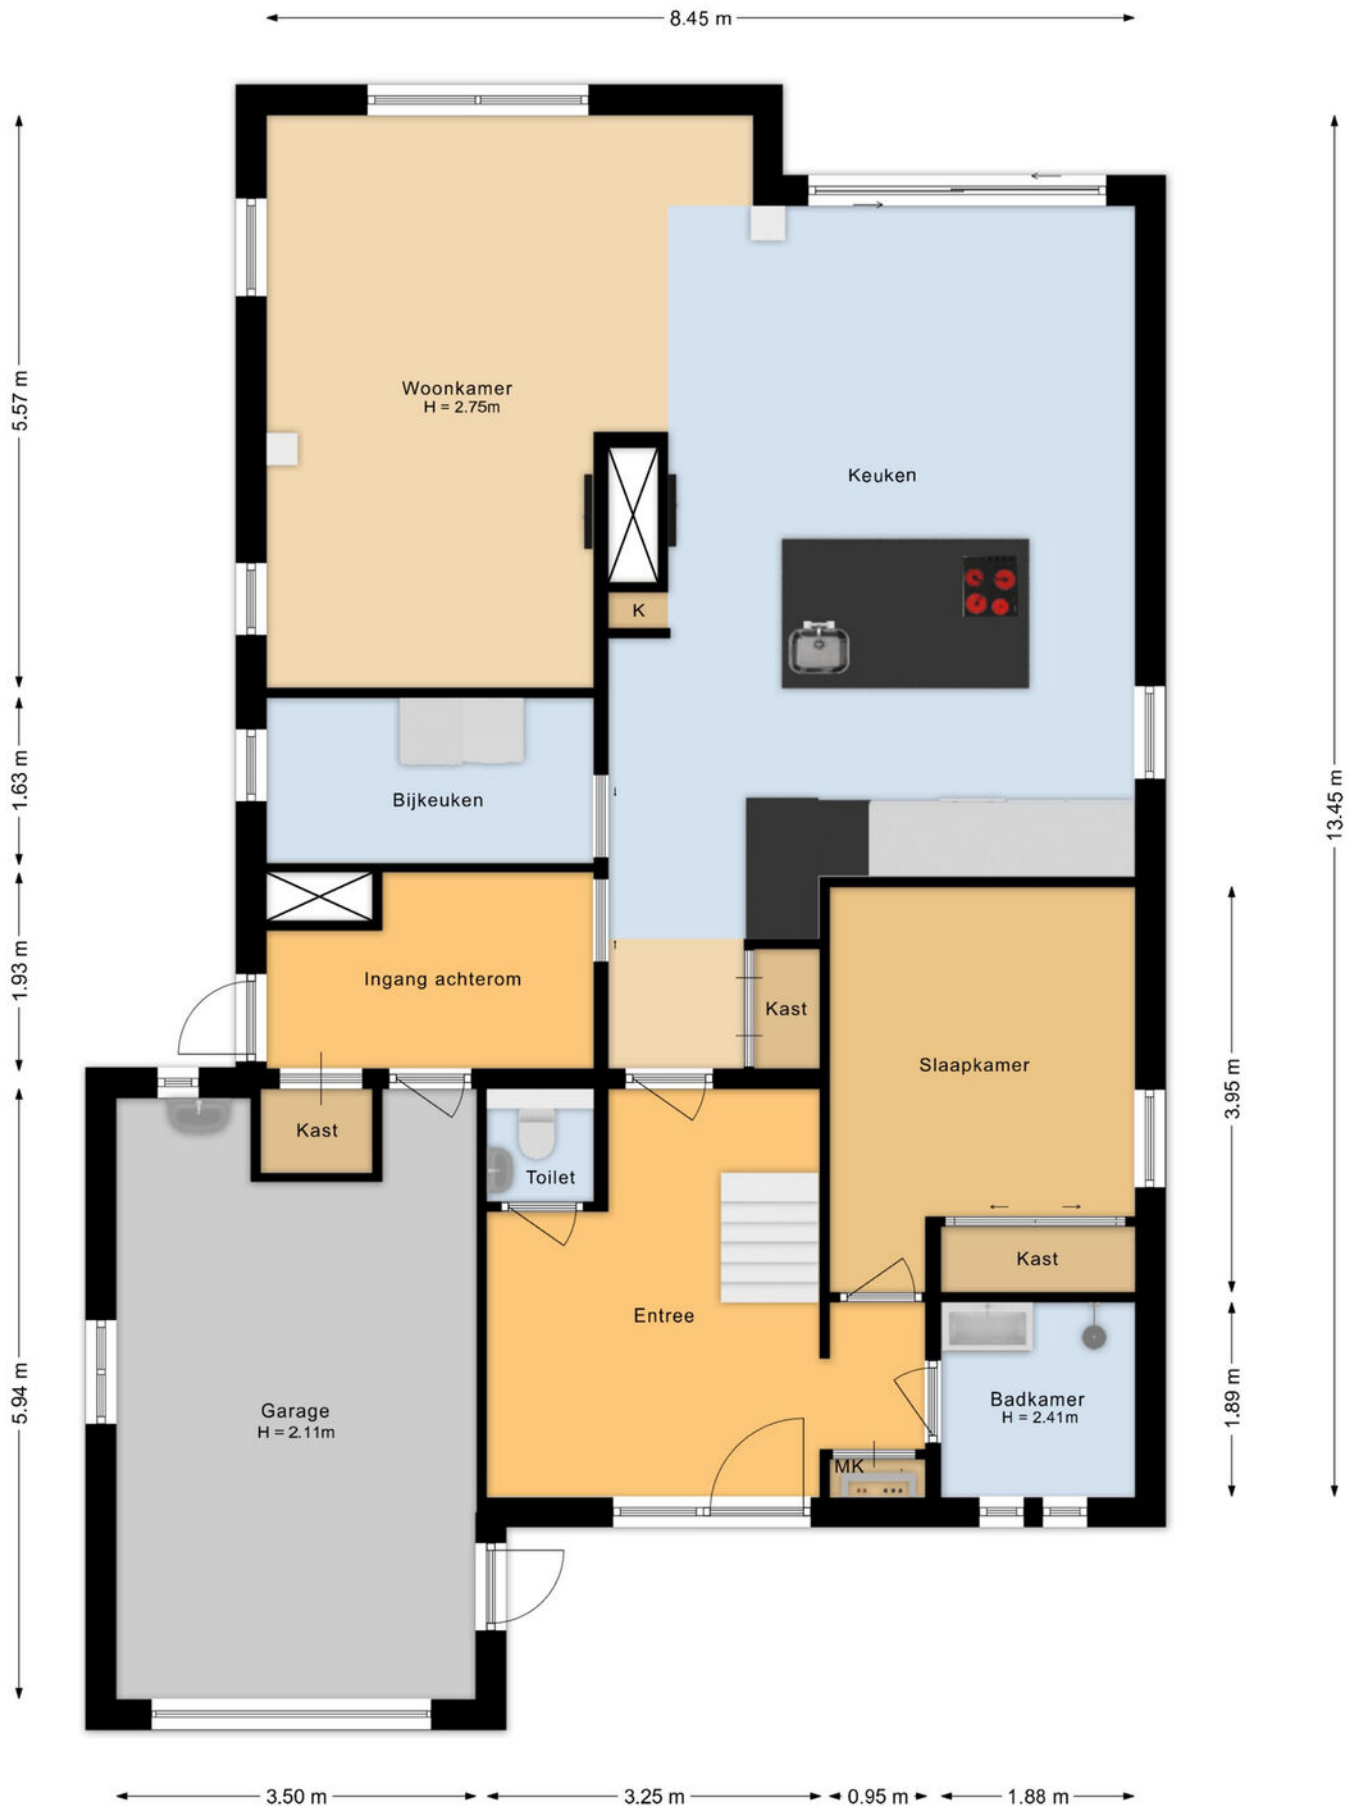 8.45 m
5.57 m
13.45 m
Woonkamer
H = 2.75m
Keuken
K
1.63 m
Bijkeuken
1.93 m
Ingang achterom
Kast
Slaapkamer
3.95 m
Kast
Toilet
Kast
Entree
5.94 m
Garage
H = 2.11m
Badkamer
H = 2.41m
1.89 m
MK
3.50 m
3.25 m
0.95 m
1.88 m